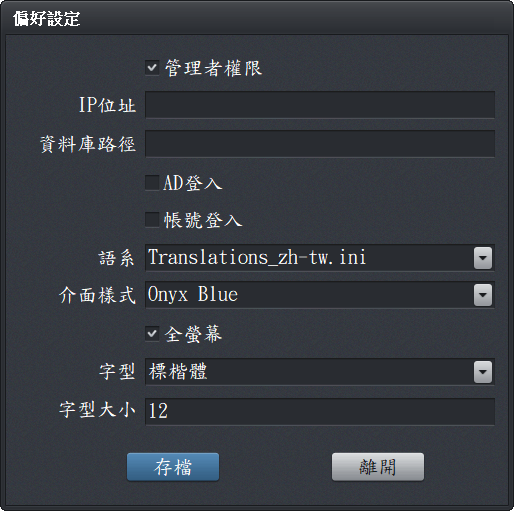 偏好設定
管理者權限
IP位址
資料庫路徑
AD登入
帳號登入
語系 Translations_zh-tw.ini
介面樣式 Onyx Blue
全螢幕
字型 標楷體
字型大小 12
存檔 離開